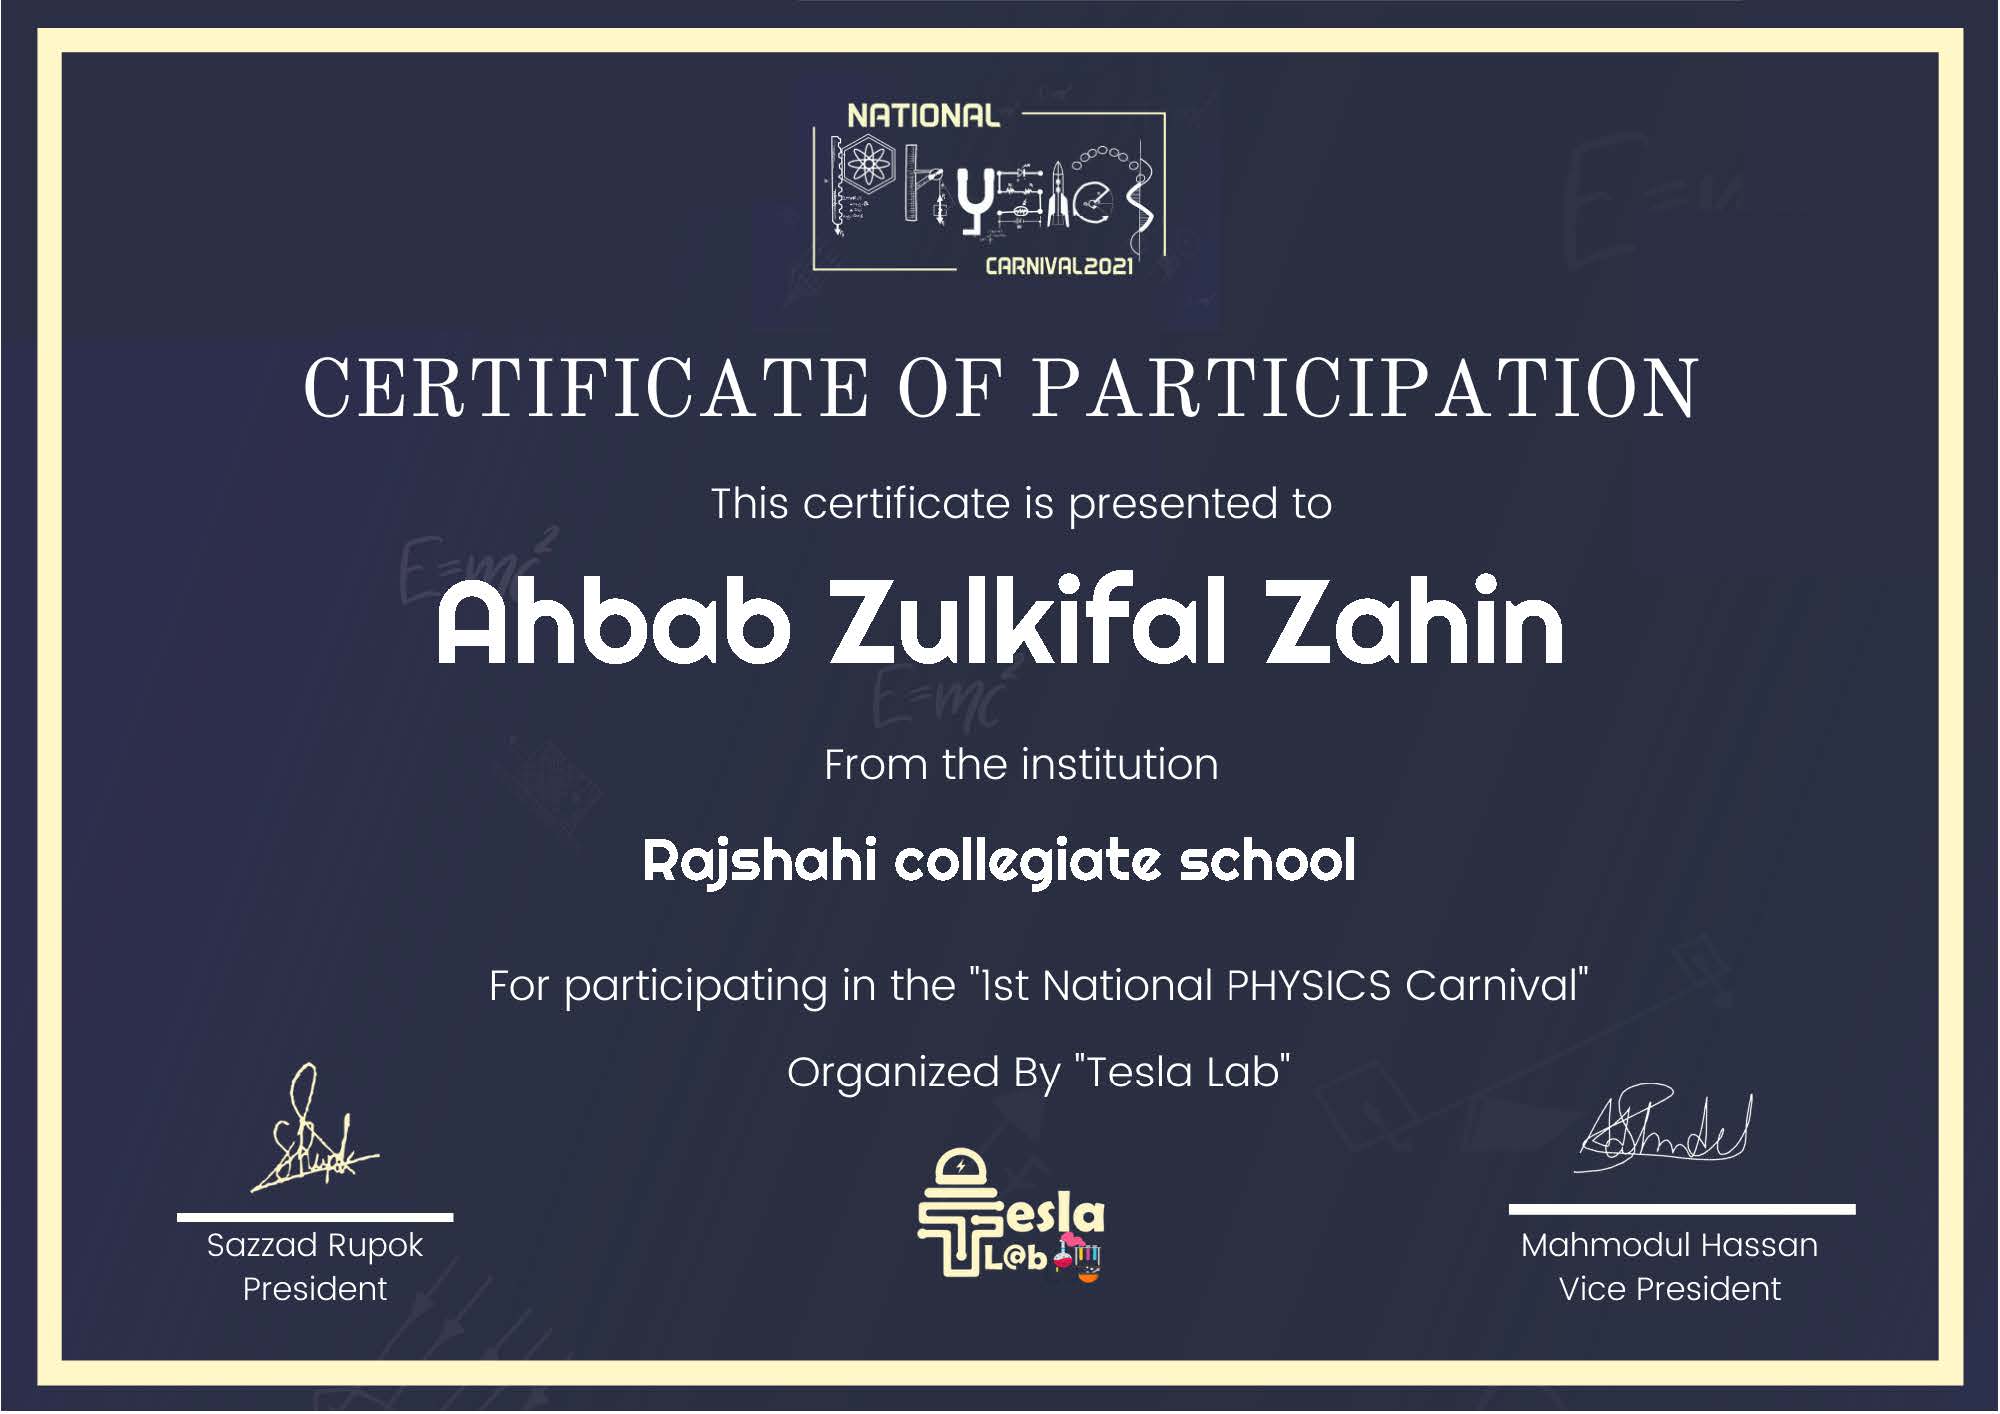 NATIONAL
Physics
CARNIVAL2021
CERTIFICATE OF PARTICIPATION
This certificate is presented to
E=mc²
Ahbab Zulkifal Zahin
E=mc²
From the institution
Rajshahi collegiate school
For participating in the "1st National PHYSICS Carnival"
Organized By "Tesla Lab"
Tesla
L@b
Sazzad Rupok
President
Mahmodul Hassan
Vice President